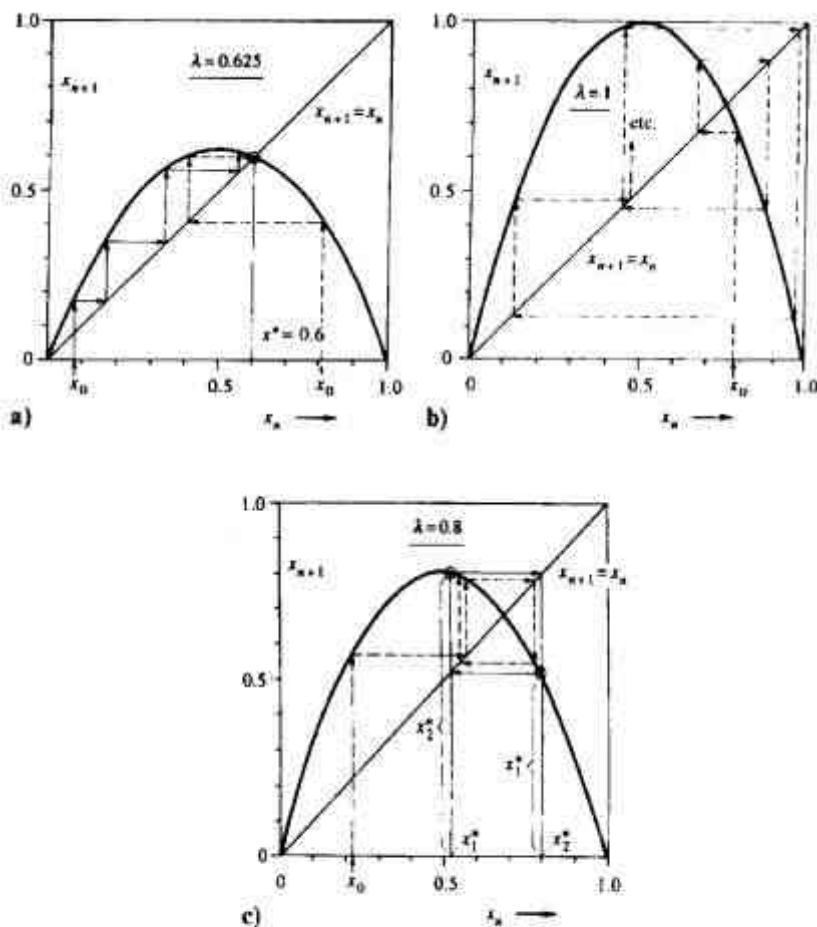 1.0
λ = 0.625
x_{n+1}
x_{n+1} = x_n
0.5
x* = 0.6
0
x_0
0.5
x_0
1.0
a)
x_n →
1.0
x_{n+1}
λ = 1
etc.
0.5
x_{n+1} = x_n
0
0
0.5
x_0
1.0
b)
x_n →
1.0
λ = 0.8
x_{n+1}
x_{n+1} = x_n
0.5
x_2*
x_1*
x_1*
x_2*
0
0
x_0
0.5
1.0
c)
x_n →